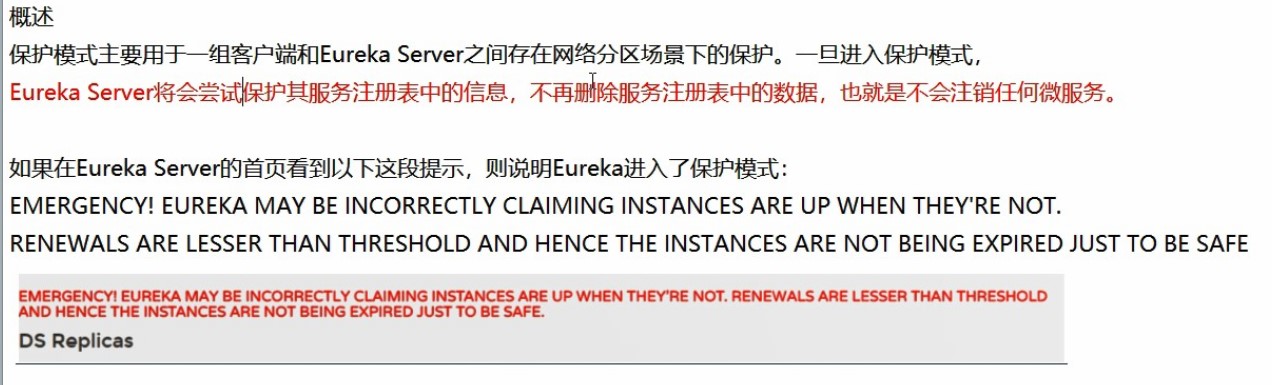 概述
保护模式主要用于一组客户端和Eureka Server之间存在网络分区场景下的保护。一旦进入保护模式，
Eureka Server将会尝试保护其服务注册表中的信息，不再删除服务注册表中的数据，也就是不会注销任何微服务。
如果在Eureka Server的首页看到以下这段提示，则说明Eureka进入了保护模式：
EMERGENCY! EUREKA MAY BE INCORRECTLY CLAIMING INSTANCES ARE UP WHEN THEY'RE NOT.
RENEWALS ARE LESSER THAN THRESHOLD AND HENCE THE INSTANCES ARE NOT BEING EXPIRED JUST TO BE SAFE
EMERGENCY! EUREKA MAY BE INCORRECTLY CLAIMING INSTANCES ARE UP WHEN THEY'RE NOT. RENEWALS ARE LESSER THAN THRESHOLD
AND HENCE THE INSTANCES ARE NOT BEING EXPIRED JUST TO BE SAFE.
DS Replicas